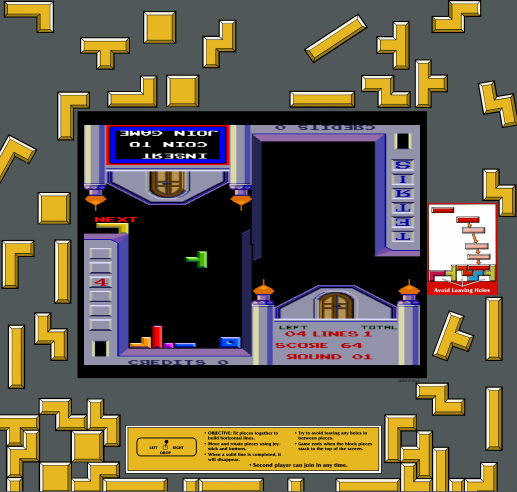 INSERT
COIN TO
JOIN GAME
CREDITS 0
TETRIS
NEXT
4
CREDITS 0
LEFT TOTAL
04 LINES 1
SCORE 64
ROUND 01
Avoid Leaving Holes
LEFT RIGHT
DROP
• OBJECTIVE: Fit pieces together to
build horizontal lines.
• Move and rotate pieces using joy-
stick and buttons.
• When a solid line is completed, it
will disappear.
• Try to avoid leaving any holes in
between pieces.
• Game ends when the block pieces
stack to the top of the screen.
• Second player can join in any time.